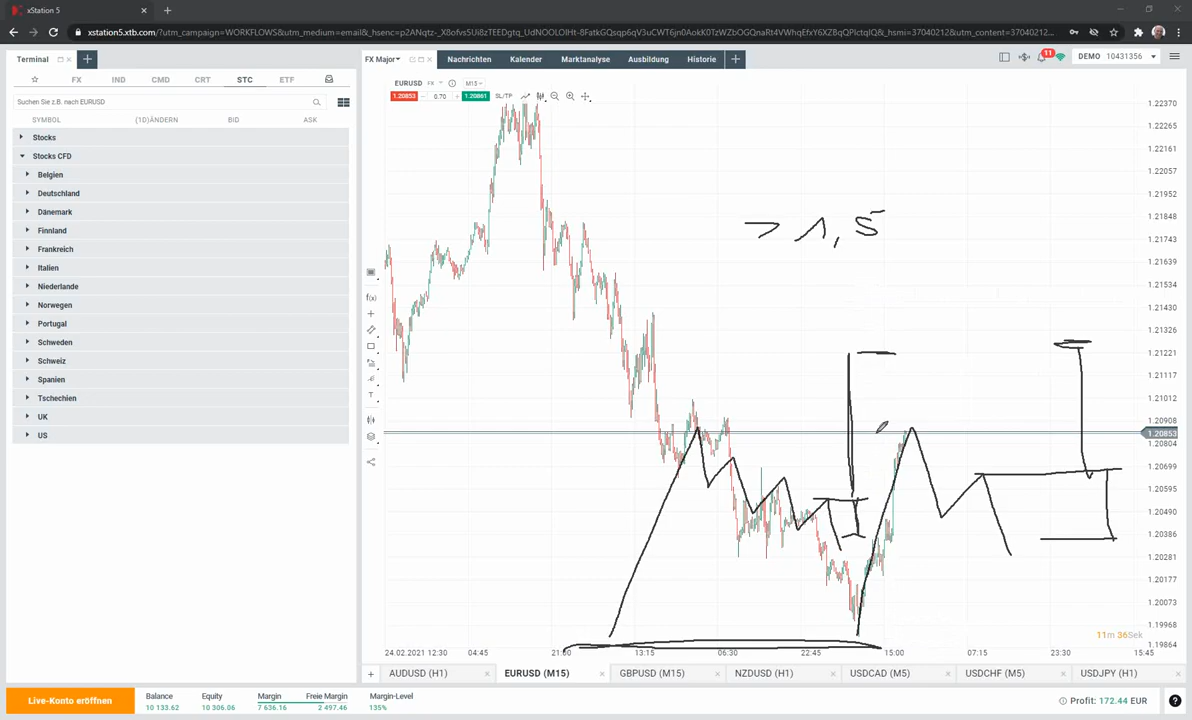 xStation 5
xstation5.xtb.com/?utm_campaign=WORKFLOWS&utm_medium=email&_hsenc=p2ANqtz-
Terminal
FX Major
Nachrichten
Kalender
Marktanalyse
Ausbildung
Historie
11
DEMO 10431356
FX IND CMD CRT STC ETF
EURUSD FX M15
Suchen Sie z.B. nach EURUSD
1.20853 0.70 1.20861 SL/TP
SYMBOL (1D)ÄNDERN BID ASK
Stocks
Stocks CFD
Belgien
Deutschland
Dänemark
Finnland
Frankreich
Italien
Niederlande
Norwegen
Portugal
Schweden
Schweiz
Spanien
Tschechien
UK
US
> 1,5
f(x)
T
1.22370
1.22265
1.22161
1.22057
1.21952
1.21848
1.21743
1.21639
1.21534
1.21430
1.21326
1.21221
1.21117
1.21012
1.20908
1.20853
1.20804
1.20699
1.20595
1.20490
1.20386
1.20281
1.20177
1.20073
1.19968
1.19864
11m 36Sek
24.02.2021 12:30 04:45 21:00 13:15 06:30 22:45 15:00 07:15 23:30 15:45
AUDUSD (H1) EURUSD (M15) GBPUSD (M15) NZDUSD (H1) USDCAD (M5) USDCHF (M5) USDJPY (H1)
Live-Konto eröffnen
Balance Equity Margin Freie Margin Margin-Level
10 133.62 10 306.06 7 636.16 2 497.46 135%
Profit: 172.44 EUR